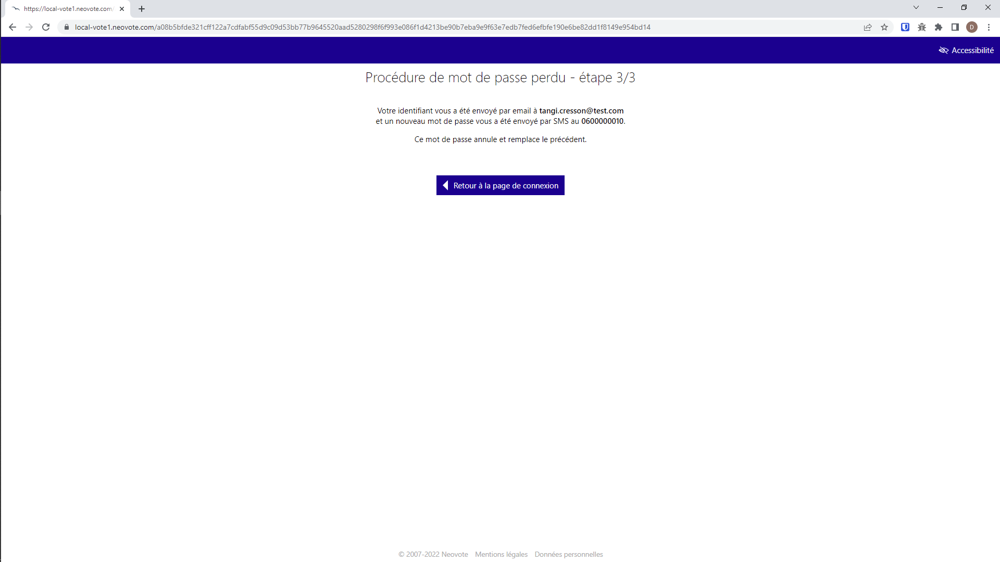 https://local-vote1.neovote.com/
local-vote1.neovote.com/a08b5bfde321cff122a7cdfabf55d9c09d53bb77b9645520aad5280298f6f993e086f1d4213be90b7eba9e9f63e7edb7fed6efbfe190e6be82dd1f8149e954bd14
D
Accessibilité
Procédure de mot de passe perdu - étape 3/3
Votre identifiant vous a été envoyé par email à tangi.cresson@test.com
et un nouveau mot de passe vous a été envoyé par SMS au 0600000010.
Ce mot de passe annule et remplace le précédent.
Retour à la page de connexion
© 2007-2022 Neovote Mentions légales Données personnelles